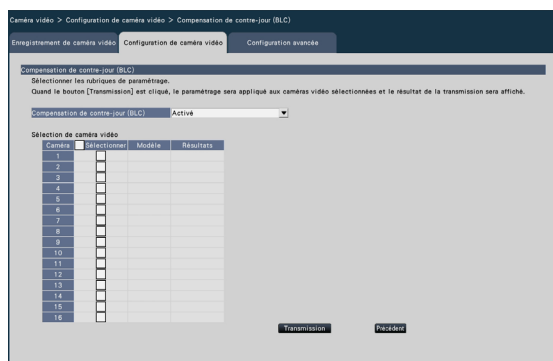 Caméra vidéo > Configuration de caméra vidéo > Compensation de contre-jour (BLC)
Enregistrement de caméra vidéo Configuration de caméra vidéo Configuration avancée
Compensation de contre-jour (BLC)
Sélectionner les rubriques de paramétrage.
Quand le bouton [Transmission] est cliqué, le paramétrage sera appliqué aux caméras vidéo sélectionnées et le résultat de la transmission sera affiché.
Compensation de contre-jour (BLC) Activé
Sélection de caméra vidéo
Caméra Sélectionner Modèle Résultats
1
2
3
4
5
6
7
8
9
10
11
12
13
14
15
16
Transmission Précédent